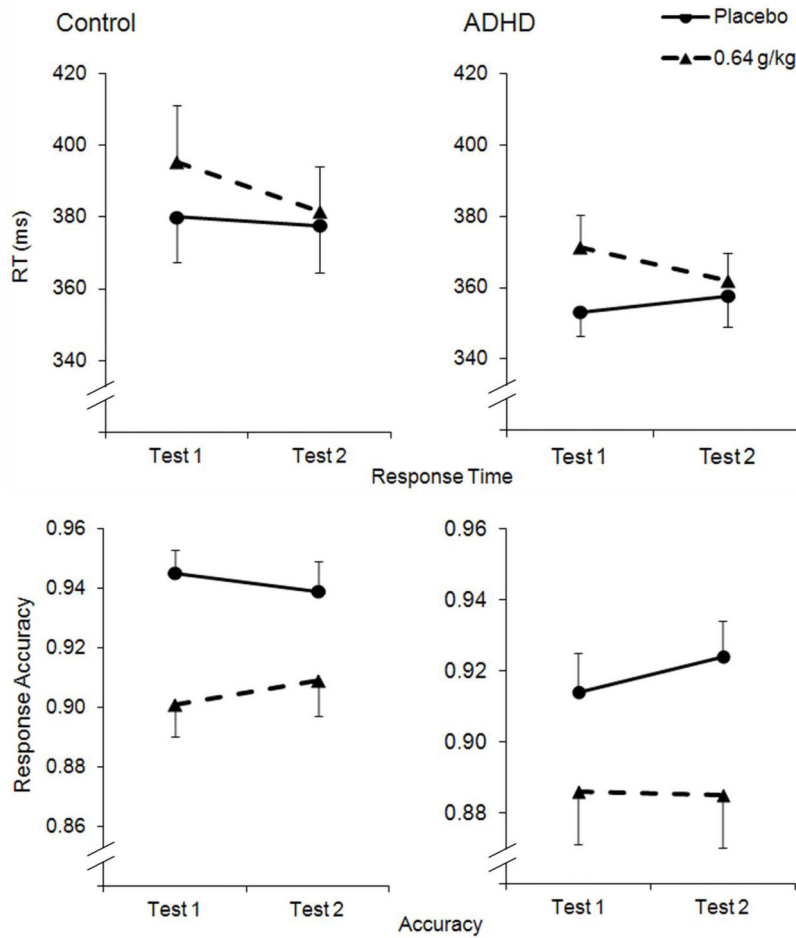 Control
ADHD
Placebo
0.64 g/kg
RT (ms)
420
400
380
360
340
Test 1
Test 2
420
400
380
360
340
Test 1
Test 2
Response Time
Response Accuracy
0.96
0.94
0.92
0.90
0.88
0.86
Test 1
Test 2
0.96
0.94
0.92
0.90
0.88
Test 1
Test 2
Accuracy